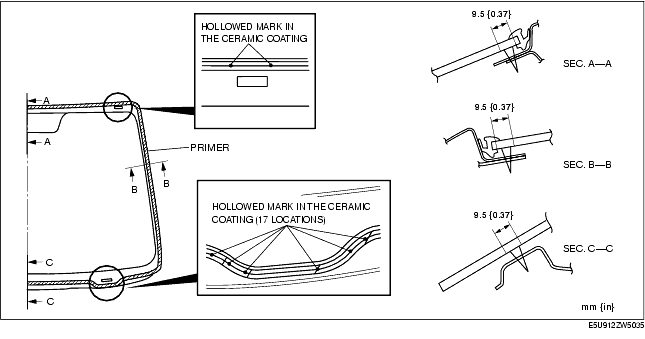 HOLLOWED MARK IN
THE CERAMIC COATING
A
A
PRIMER
B
B
HOLLOWED MARK IN THE CERAMIC
COATING (17 LOCATIONS)
C
C
9.5 {0.37}
SEC. A—A
9.5 {0.37}
SEC. B—B
9.5 {0.37}
SEC. C—C
mm {in}
E5U912ZW5035